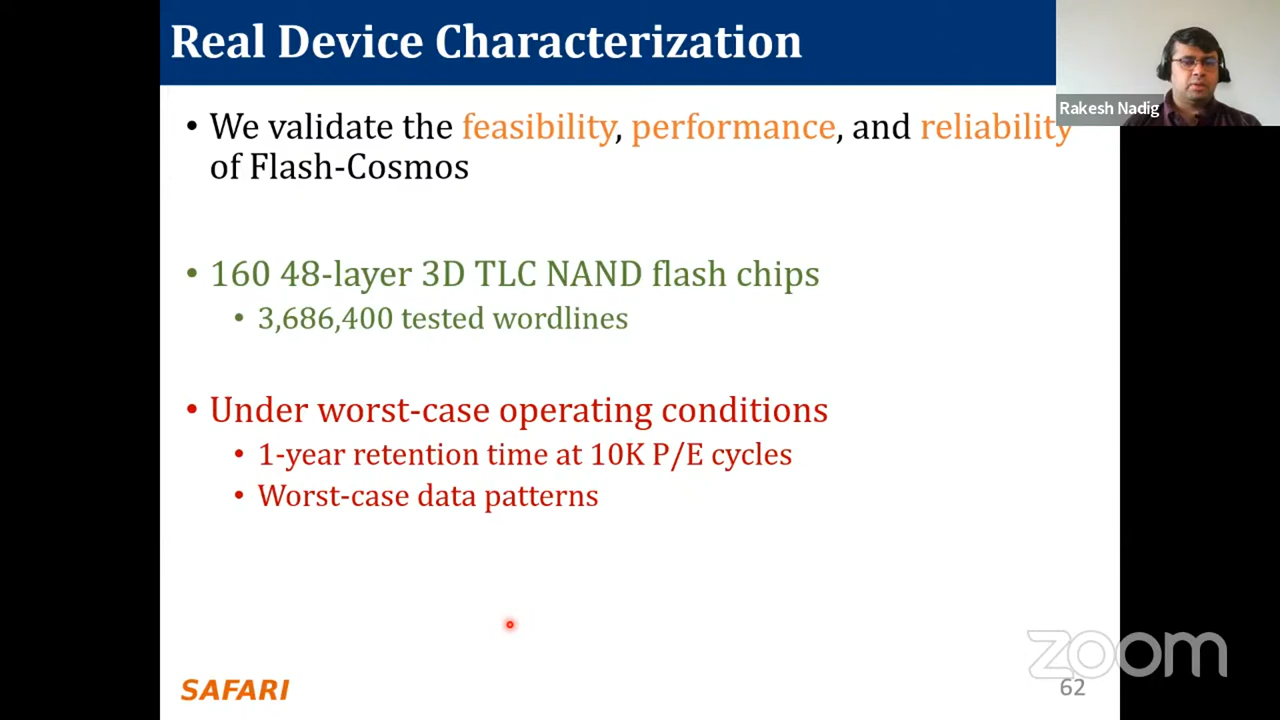 Real Device Characterization
Rakesh Nadig
• We validate the feasibility, performance, and reliability
of Flash-Cosmos
• 160 48-layer 3D TLC NAND flash chips
• 3,686,400 tested wordlines
• Under worst-case operating conditions
• 1-year retention time at 10K P/E cycles
• Worst-case data patterns
zoom
SAFARI
62